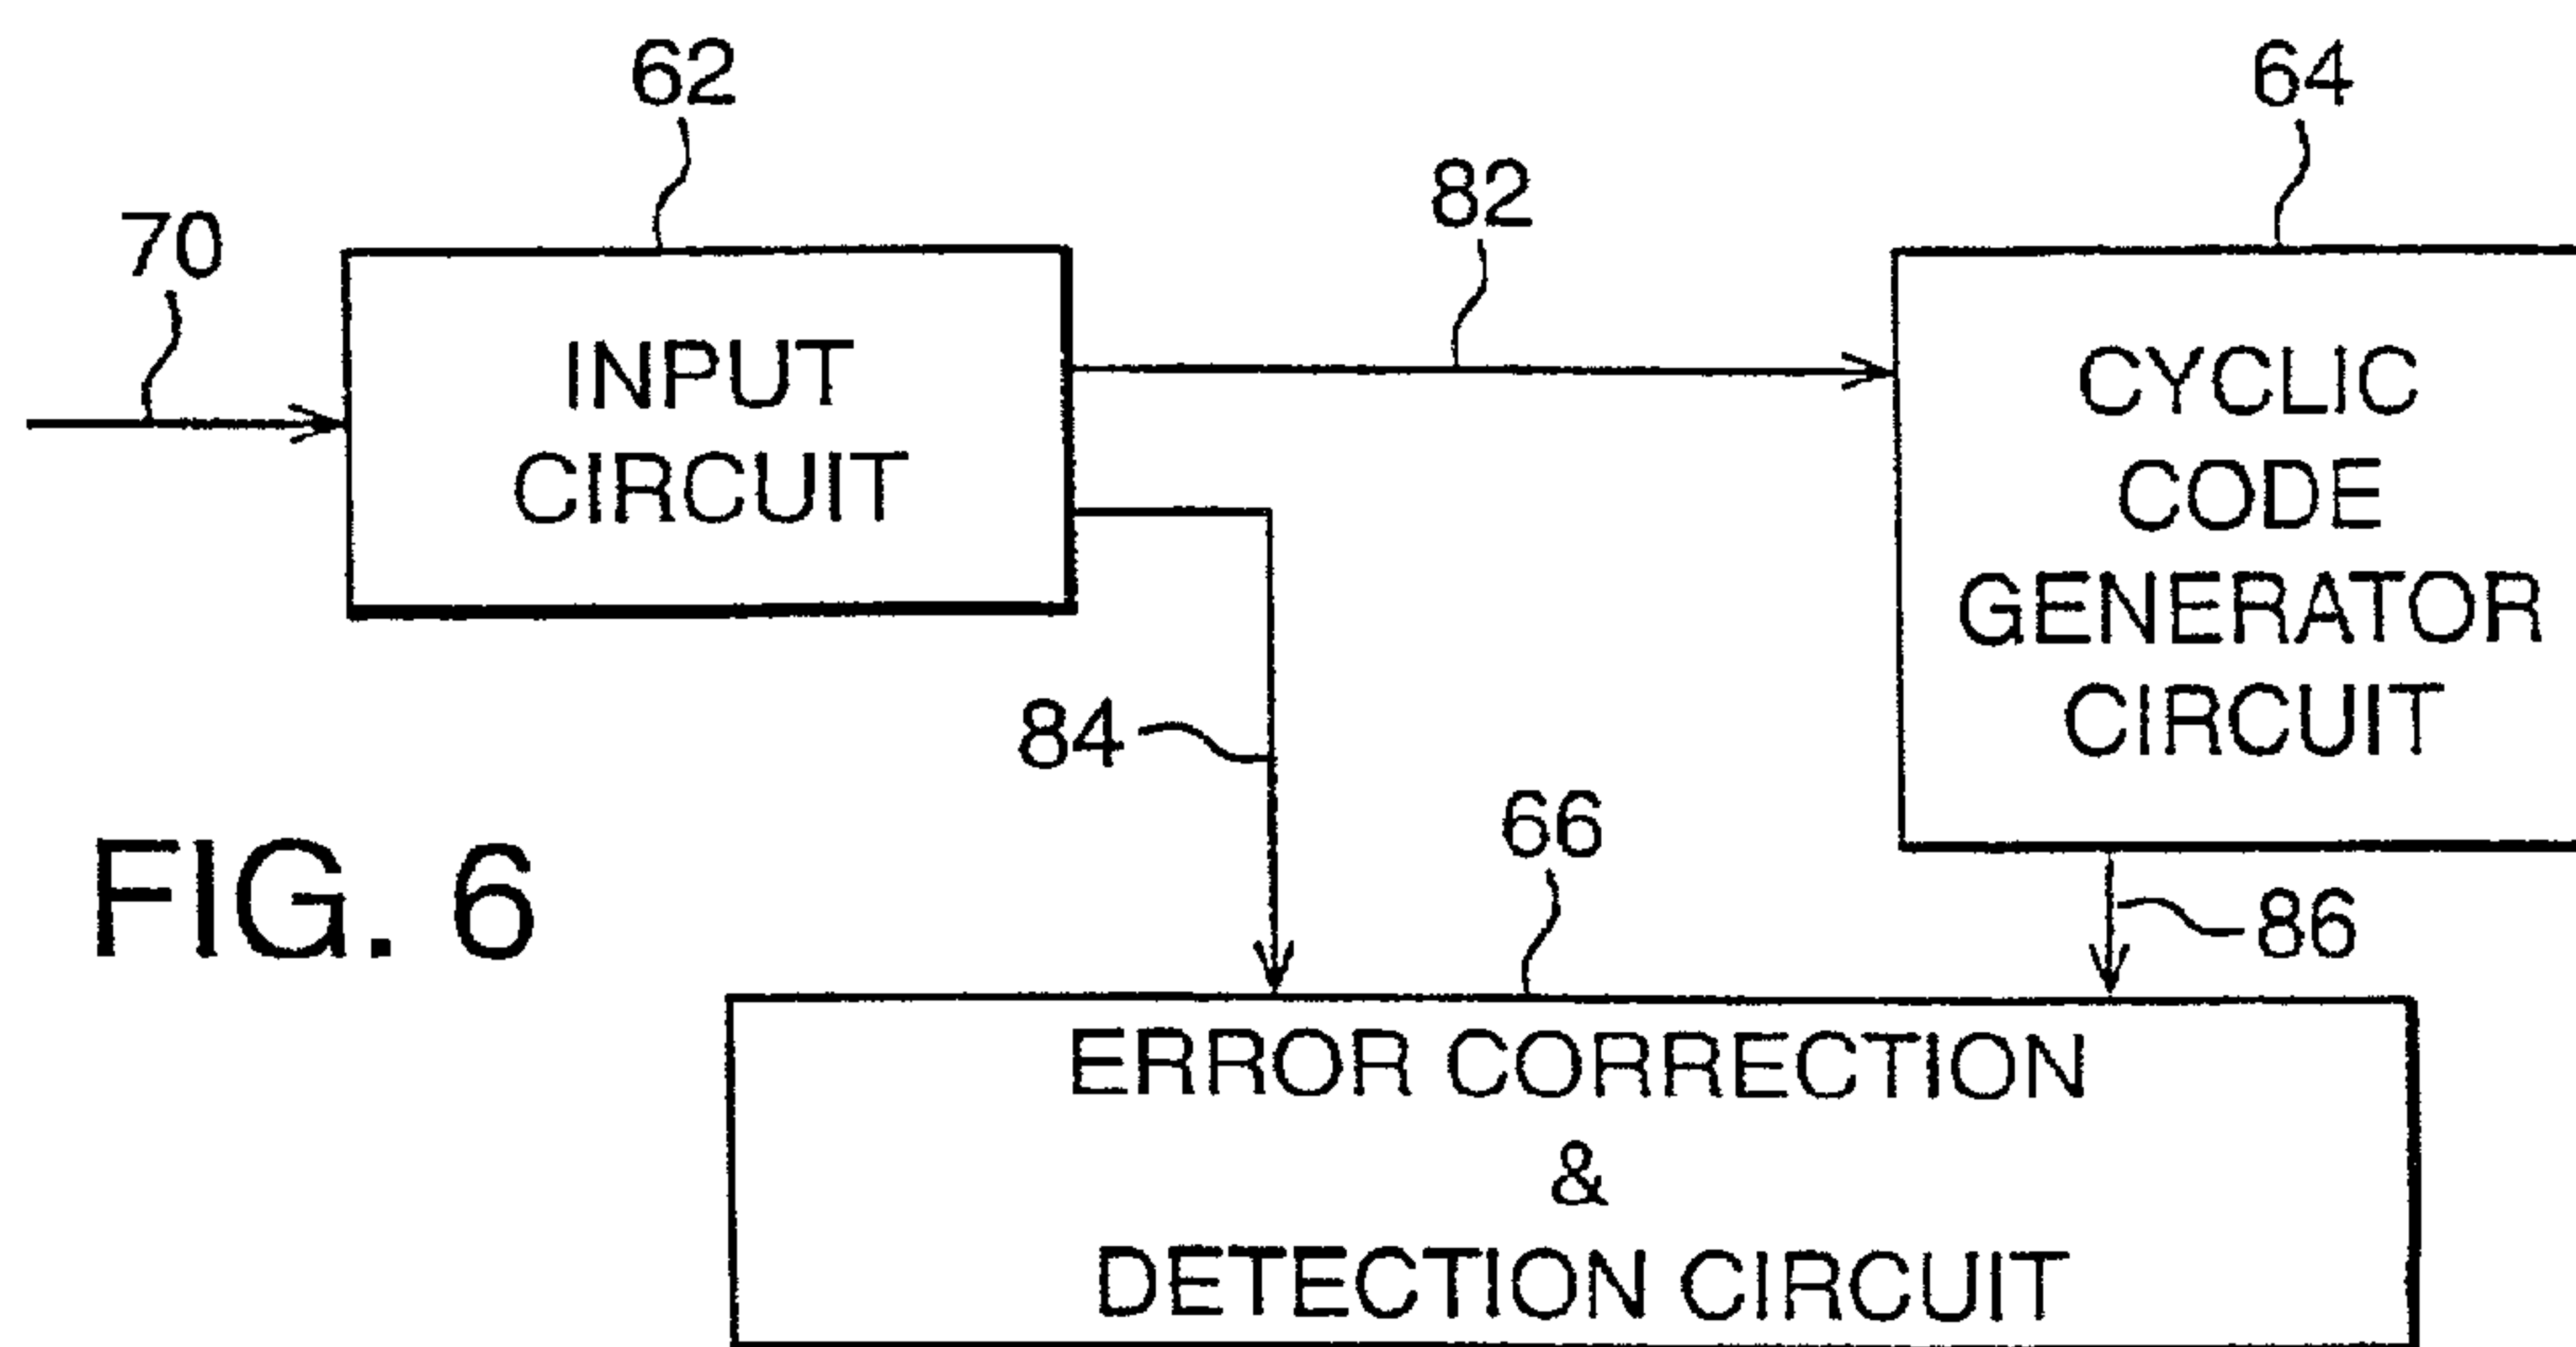 62
64
70
82
INPUT
CIRCUIT
CYCLIC
CODE
GENERATOR
CIRCUIT
84
66
86
FIG. 6
ERROR CORRECTION
&
DETECTION CIRCUIT